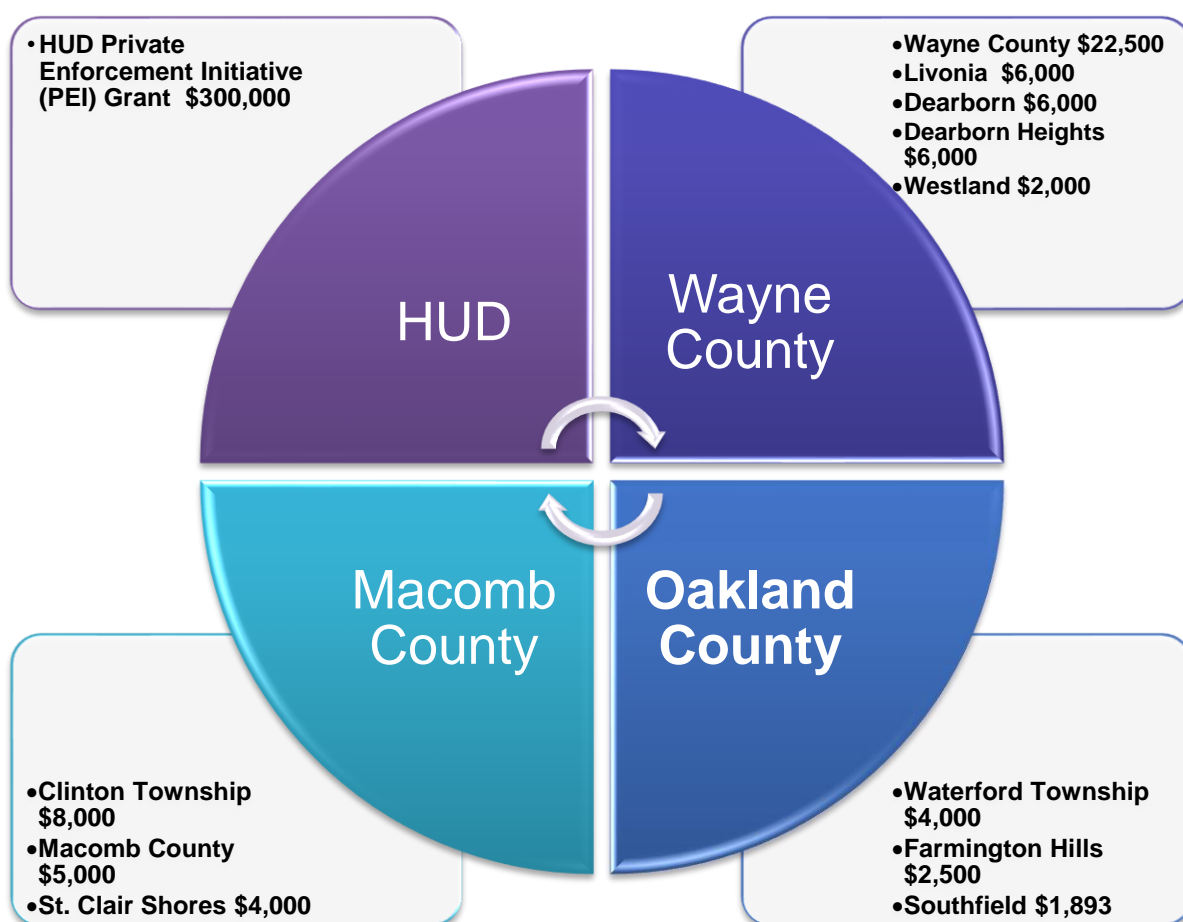 •HUD Private
Enforcement Initiative
(PEI) Grant $300,000
•Wayne County $22,500
•Livonia $6,000
•Dearborn $6,000
•Dearborn Heights
$6,000
•Westland $2,000
HUD
Wayne
County
Macomb
County
Oakland
County
•Clinton Township
$8,000
•Macomb County
$5,000
•St. Clair Shores $4,000
•Waterford Township
$4,000
•Farmington Hills
$2,500
•Southfield $1,893